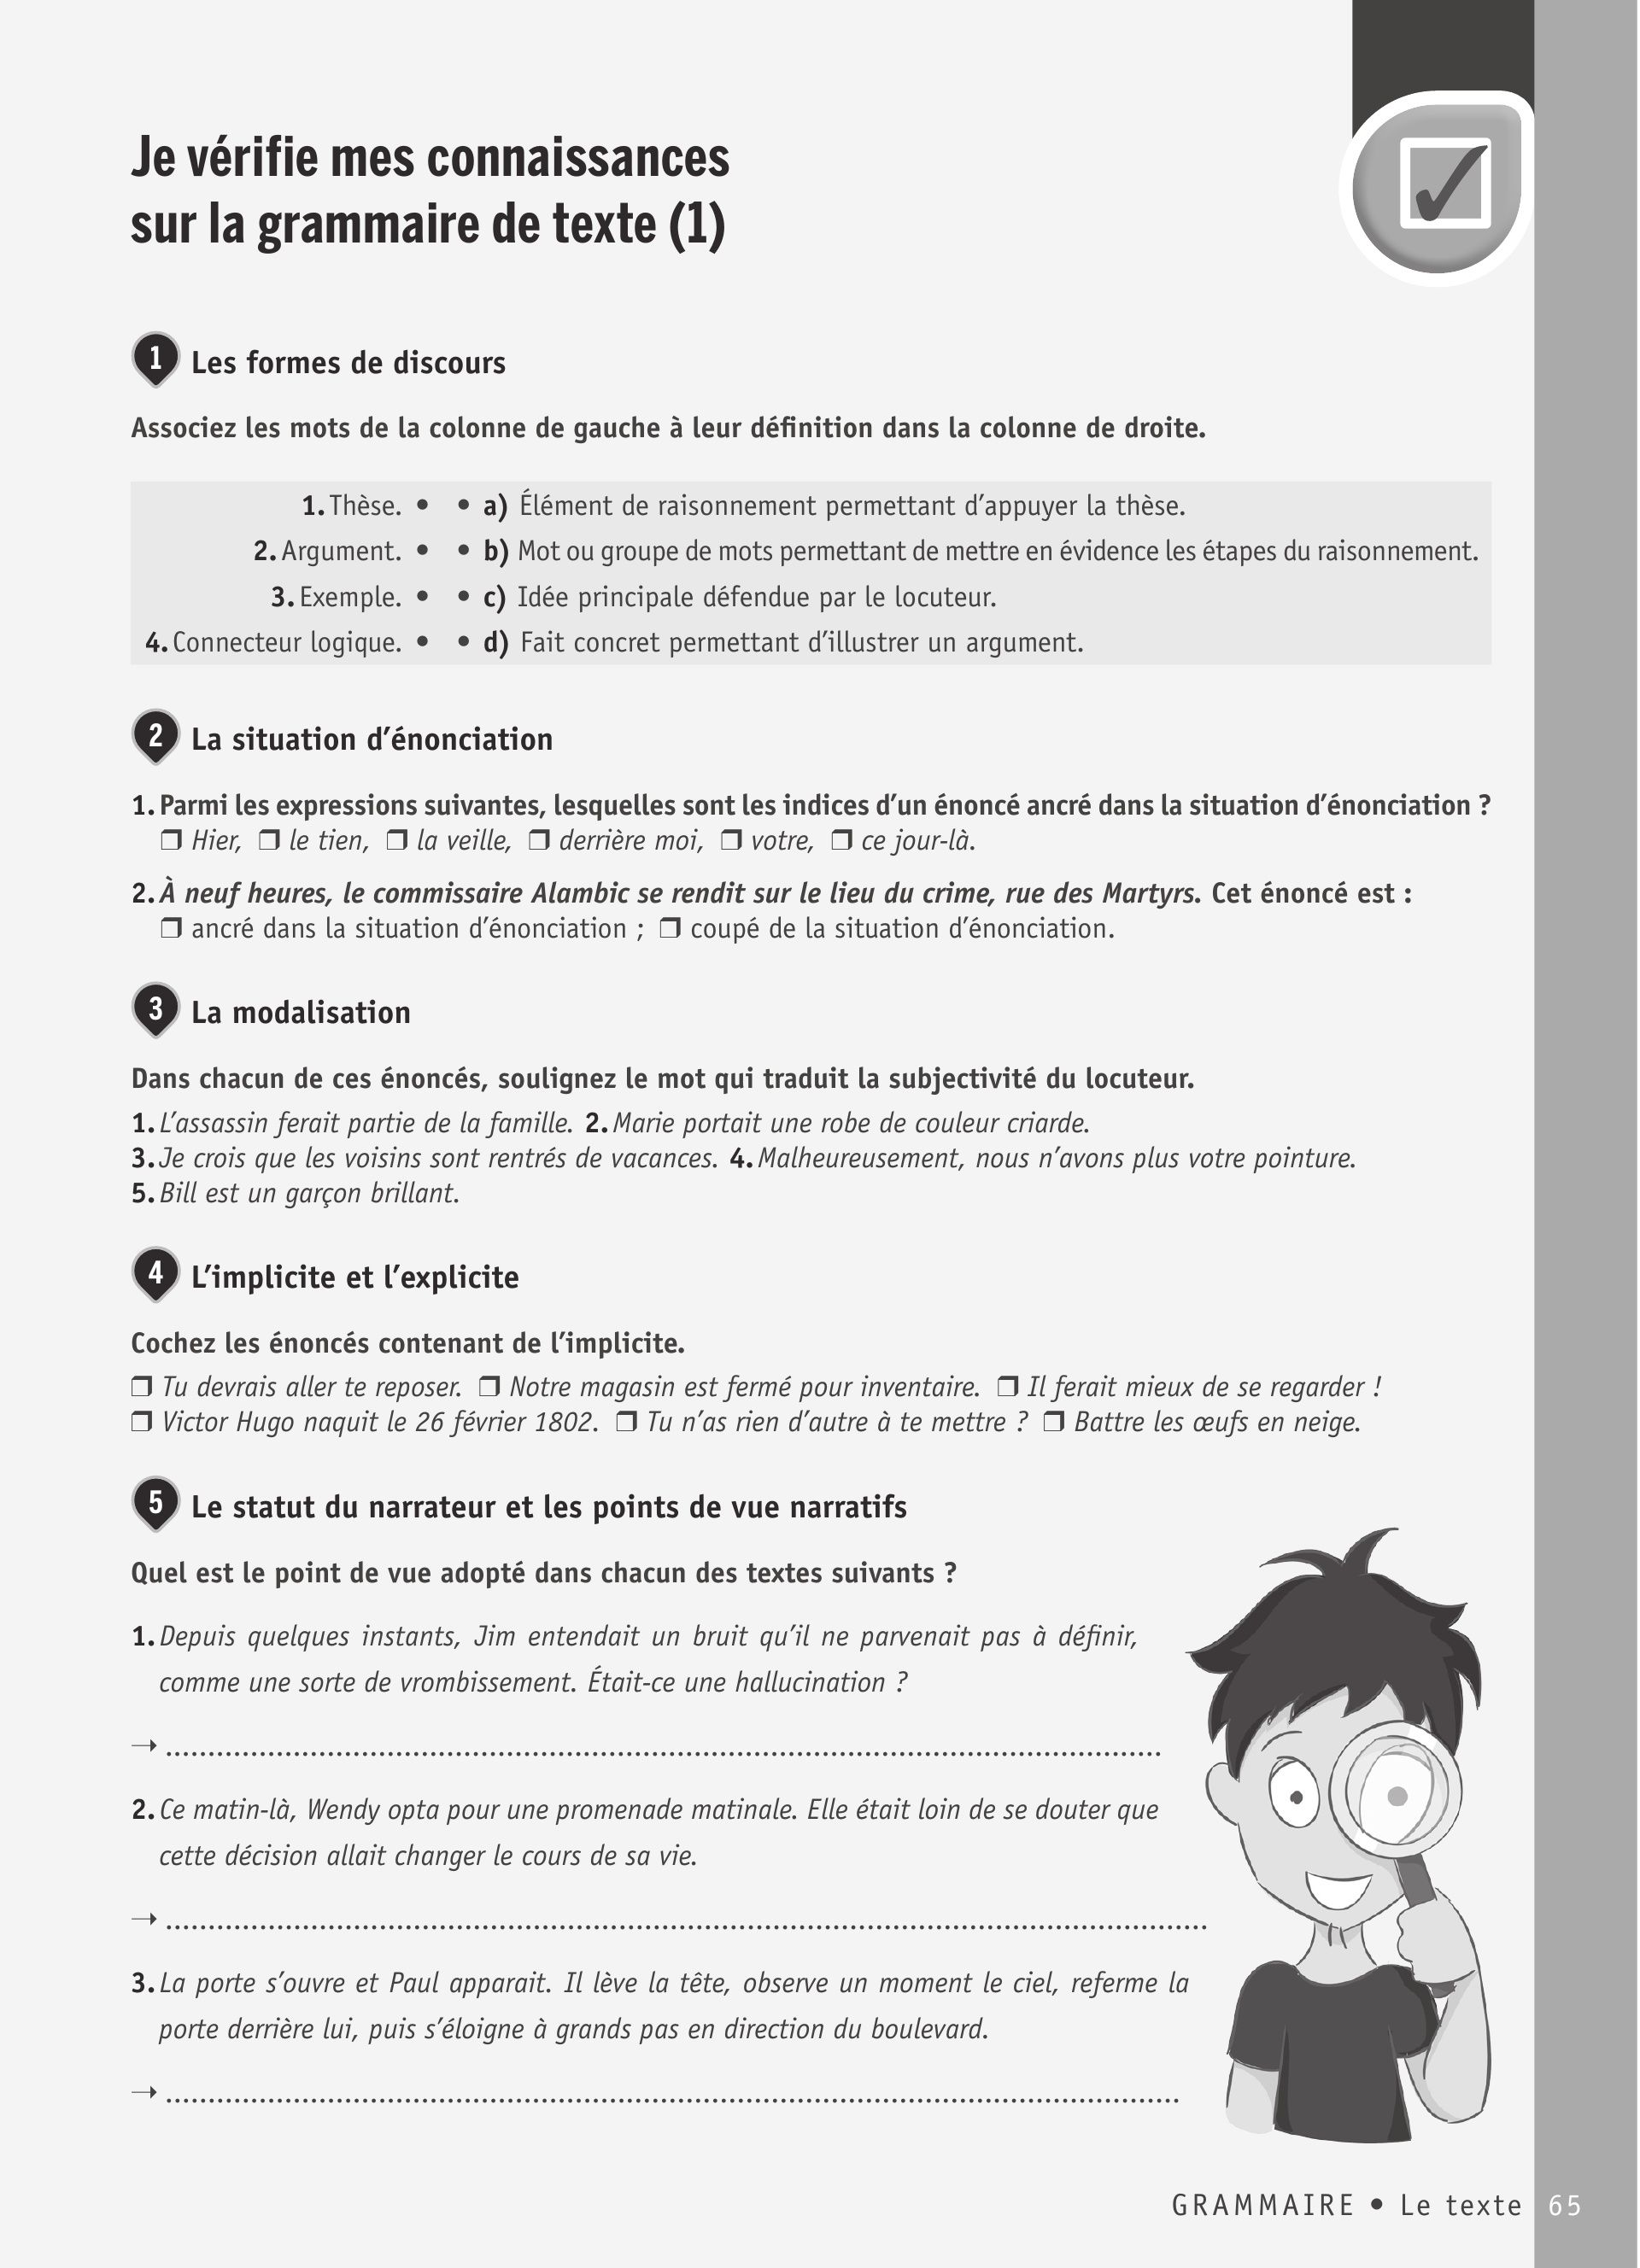 Je vérifie mes connaissances
sur la grammaire de texte (1)
1 Les formes de discours
Associez les mots de la colonne de gauche à leur définition dans la colonne de droite.
1. Thèse. • • a) Élément de raisonnement permettant d’appuyer la thèse.
2. Argument. • • b) Mot ou groupe de mots permettant de mettre en évidence les étapes du raisonnement.
3. Exemple. • • c) Idée principale défendue par le locuteur.
4. Connecteur logique. • • d) Fait concret permettant d’illustrer un argument.
2 La situation d’énonciation
1. Parmi les expressions suivantes, lesquelles sont les indices d’un énoncé ancré dans la situation d’énonciation ?
❒ Hier, ❒ le tien, ❒ la veille, ❒ derrière moi, ❒ votre, ❒ ce jour-là.
2. À neuf heures, le commissaire Alambic se rendit sur le lieu du crime, rue des Martyrs. Cet énoncé est :
❒ ancré dans la situation d’énonciation ; ❒ coupé de la situation d’énonciation.
3 La modalisation
Dans chacun de ces énoncés, soulignez le mot qui traduit la subjectivité du locuteur.
1. L’assassin ferait partie de la famille. 2. Marie portait une robe de couleur criarde.
3. Je crois que les voisins sont rentrés de vacances. 4. Malheureusement, nous n’avons plus votre pointure.
5. Bill est un garçon brillant.
4 L’implicite et l’explicite
Cochez les énoncés contenant de l’implicite.
❒ Tu devrais aller te reposer. ❒ Notre magasin est fermé pour inventaire. ❒ Il ferait mieux de se regarder !
❒ Victor Hugo naquit le 26 février 1802. ❒ Tu n’as rien d’autre à te mettre ? ❒ Battre les œufs en neige.
5 Le statut du narrateur et les points de vue narratifs
Quel est le point de vue adopté dans chacun des textes suivants ?
1. Depuis quelques instants, Jim entendait un bruit qu’il ne parvenait pas à définir,
comme une sorte de vrombissement. Était-ce une hallucination ?
→ ....................
2. Ce matin-là, Wendy opta pour une promenade matinale. Elle était loin de se douter que
cette décision allait changer le cours de sa vie.
→ ....................
3. La porte s’ouvre et Paul apparait. Il lève la tête, observe un moment le ciel, referme la
porte derrière lui, puis s’éloigne à grands pas en direction du boulevard.
→ ....................
GRAMMAIRE • Le texte 65